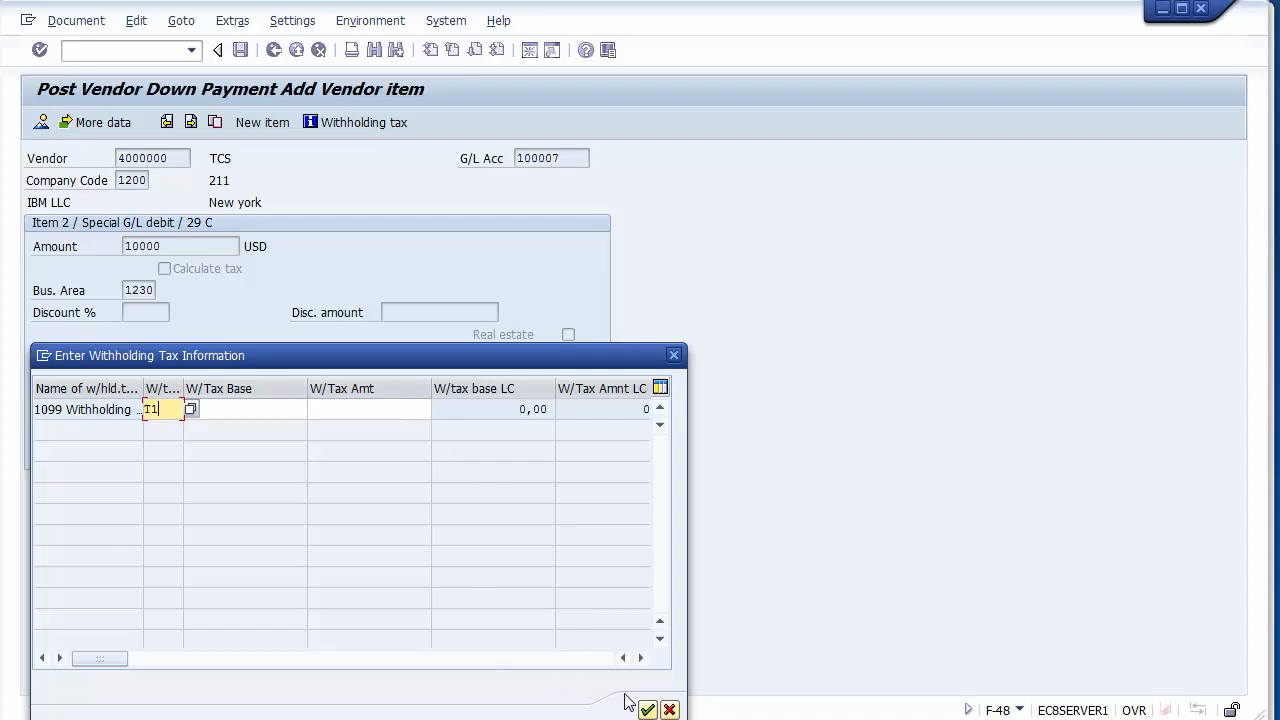 Document Edit Goto Extras Settings Environment System Help
Post Vendor Down Payment Add Vendor item
More data New item Withholding tax
Vendor 4000000 TCS G/L Acc 100007
Company Code 1200 211
IBM LLC New york
Item 2 / Special G/L debit / 29 C
Amount 10000 USD
Calculate tax
Bus. Area 1230
Discount % Disc. amount
Real estate
Enter Withholding Tax Information
Name of w/hld.t... W/t... W/Tax Base W/Tax Amt W/tax base LC W/Tax Amnt LC
1099 Withholding ... T1 0,00 0
F-48 EC8SERVER1 OVR